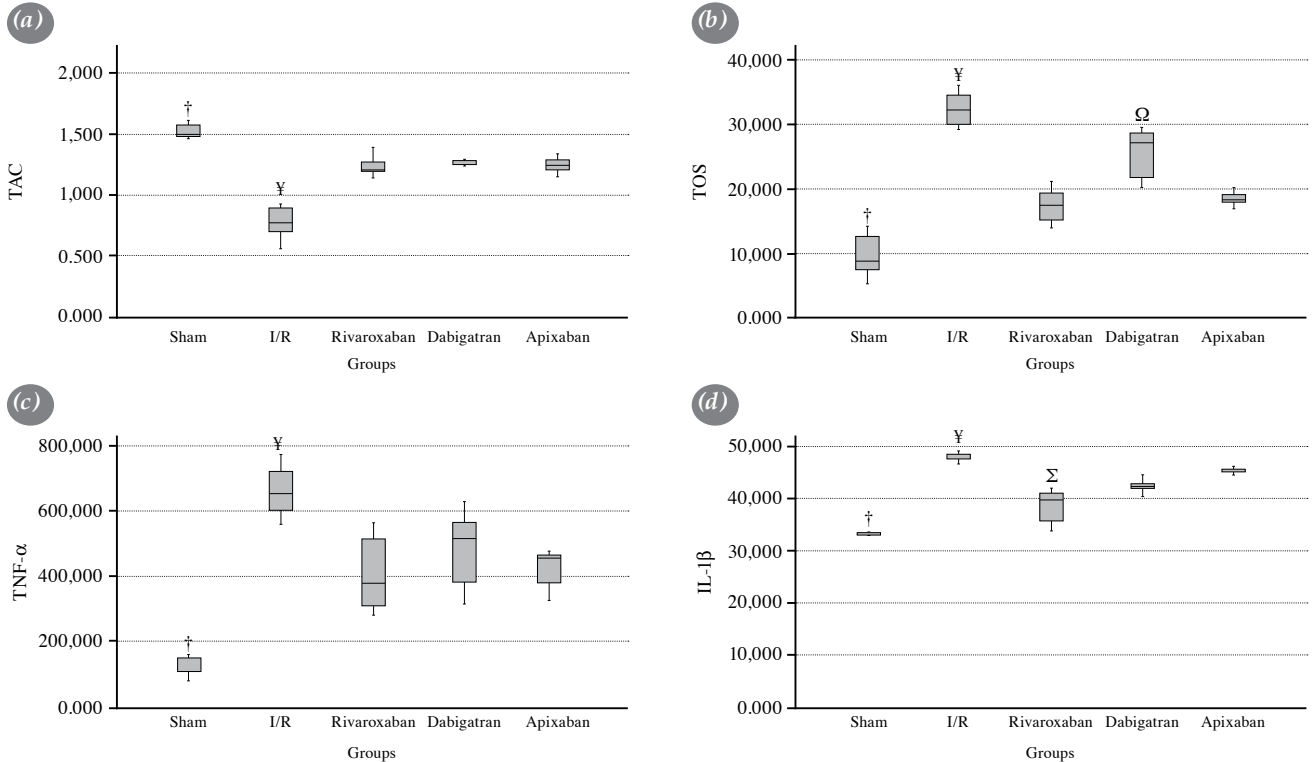 (a)
TAC
2,000
1,500
1,000
0.500
0.000
†
¥
Sham I/R Rivaroxaban Dabigatran Apixaban
Groups
(b)
TOS
40,000
30,000
20,000
10,000
0.000
†
¥
Ω
Sham I/R Rivaroxaban Dabigatran Apixaban
Groups
(c)
TNF-α
800,000
600,000
400,000
200,000
0.000
†
¥
Sham I/R Rivaroxaban Dabigatran Apixaban
Groups
(d)
IL-1β
50,000
40,000
30,000
20,000
10,000
0.000
†
¥
Σ
Sham I/R Rivaroxaban Dabigatran Apixaban
Groups